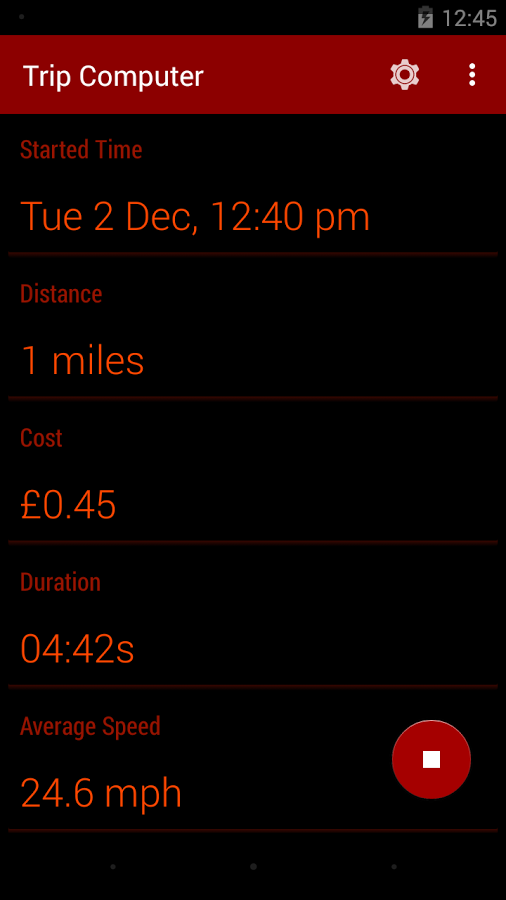 12:45
Trip Computer
Started Time
Tue 2 Dec, 12:40 pm
Distance
1 miles
Cost
£0.45
Duration
04:42s
Average Speed
24.6 mph